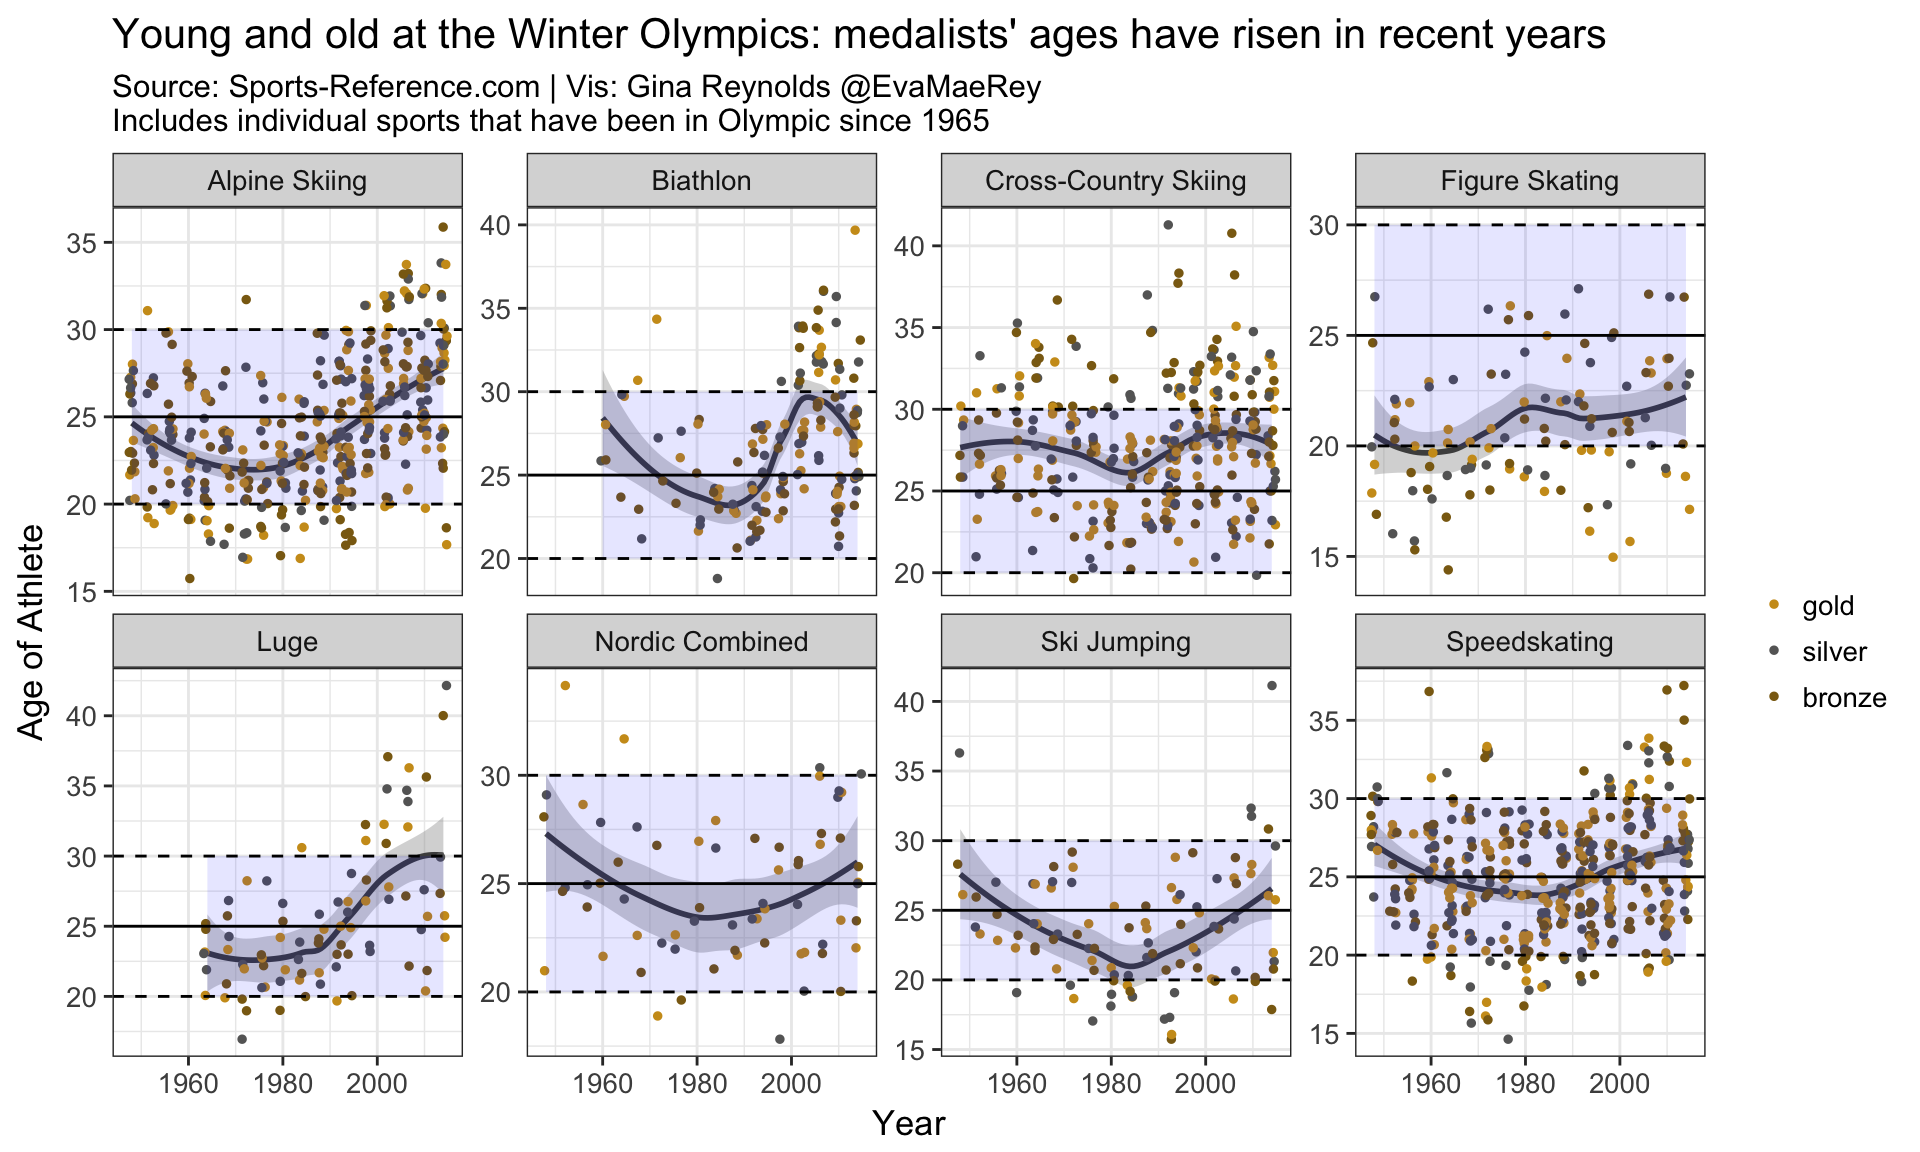 Young and old at the Winter Olympics: medalists' ages have risen in recent years
Source: Sports-Reference.com | Vis: Gina Reynolds @EvaMaeRey
Includes individual sports that have been in Olympic since 1965
Alpine Skiing
Biathlon
Cross-Country Skiing
Figure Skating
35
30
25
20
15
40
35
30
25
20
40
35
30
25
20
30
25
20
15
Age of Athlete
gold
silver
bronze
Luge
Nordic Combined
Ski Jumping
Speedskating
40
35
30
25
20
30
25
20
40
35
30
25
20
15
35
30
25
20
15
1960 1980 2000
1960 1980 2000
1960 1980 2000
1960 1980 2000
Year